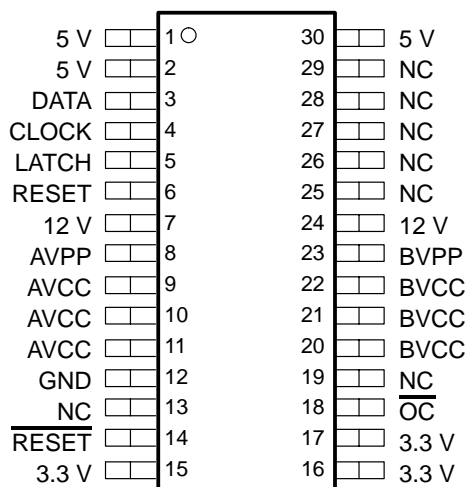 5 V 1 30 5 V
5 V 2 29 NC
DATA 3 28 NC
CLOCK 4 27 NC
LATCH 5 26 NC
RESET 6 25 NC
12 V 7 24 12 V
AVPP 8 23 BVPP
AVCC 9 22 BVCC
AVCC 10 21 BVCC
AVCC 11 20 BVCC
GND 12 19 NC
NC 13 18 O̅C̅
R̅E̅S̅E̅T̅ 14 17 3.3 V
3.3 V 15 16 3.3 V